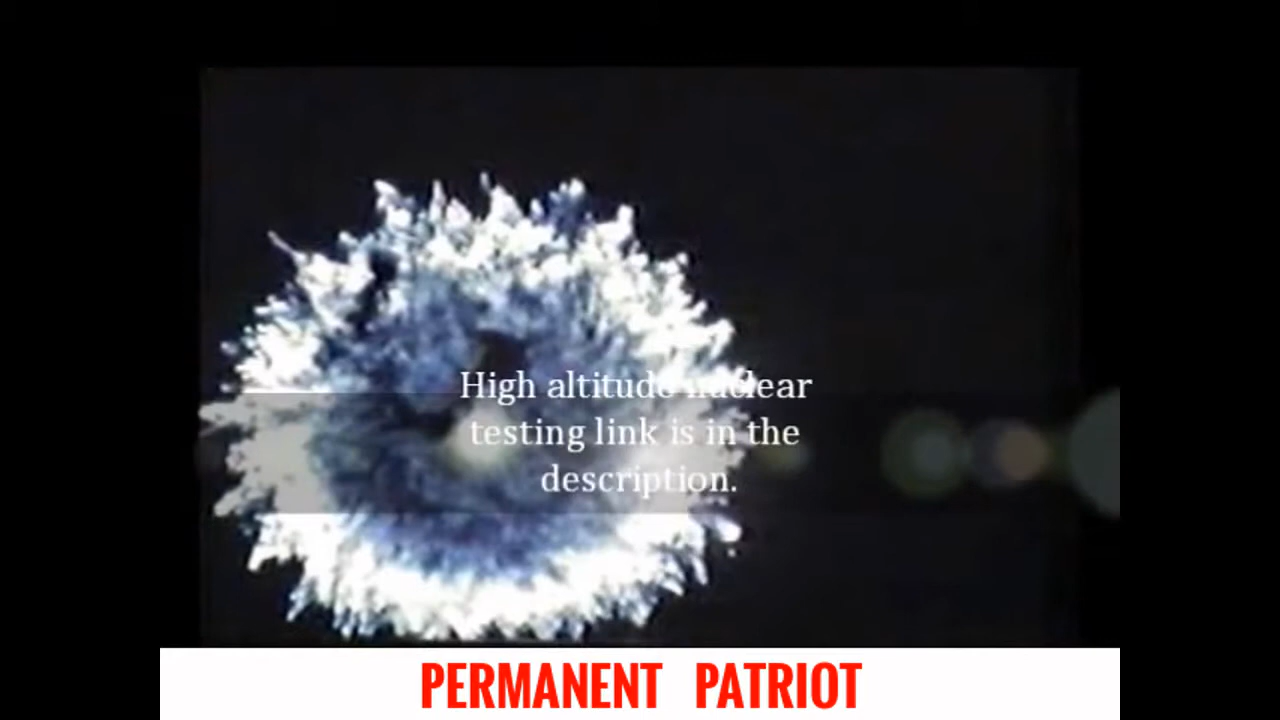 High altitude nuclear
testing link is in the
description.
PERMANENT PATRIOT